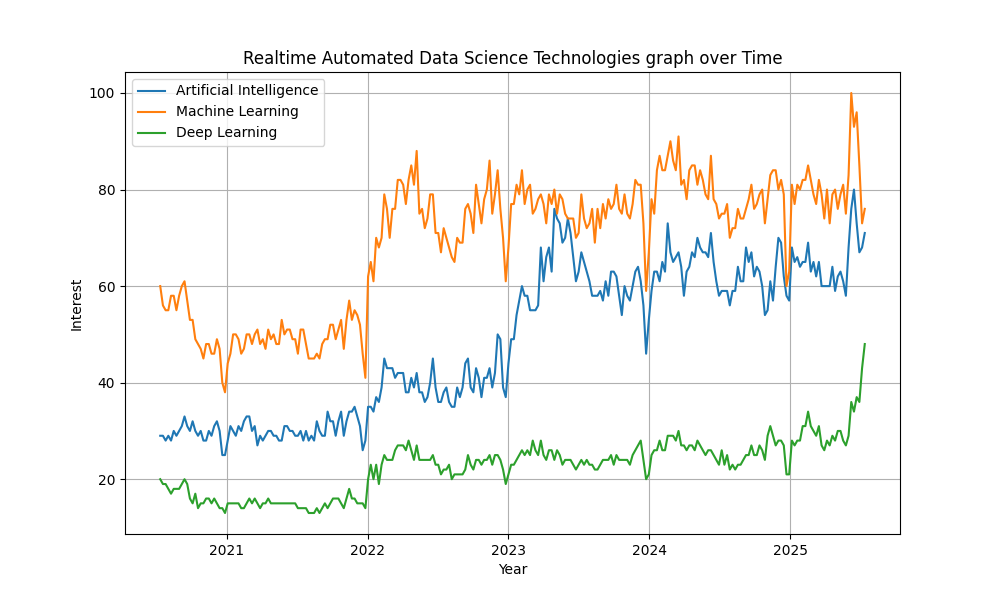 Realtime Automated Data Science Technologies graph over Time
Artificial Intelligence
Machine Learning
Deep Learning
100
80
60
40
20
Interest
2021 2022 2023 2024 2025
Year